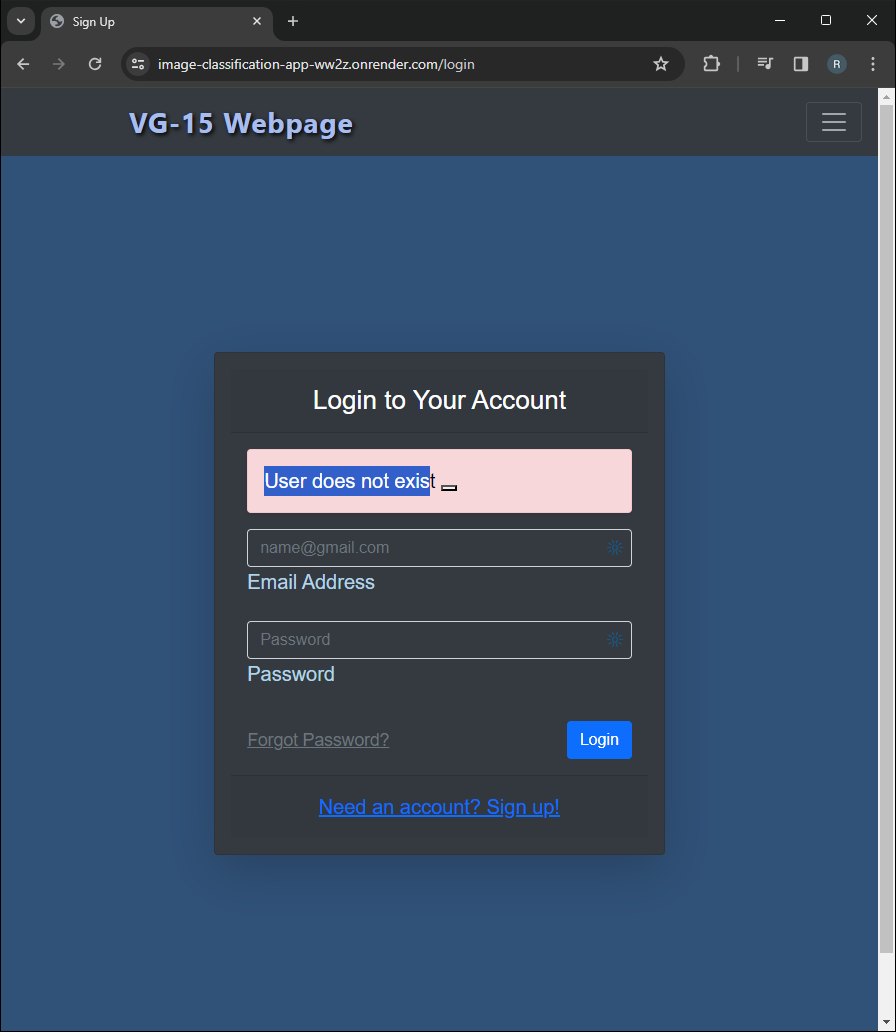 Sign Up
image-classification-app-ww2z.onrender.com/login
R
VG-15 Webpage
Login to Your Account
User does not exist
name@gmail.com
Email Address
Password
Password
Forgot Password?
Login
Need an account? Sign up!